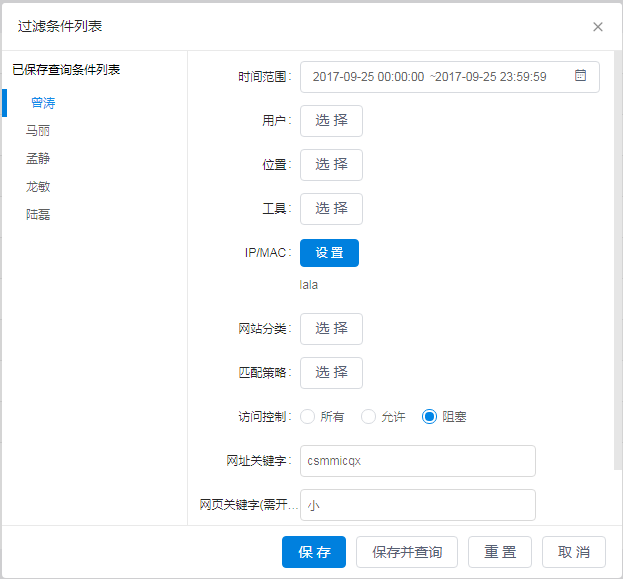 过滤条件列表
已保存查询条件列表
曾涛
马丽
孟静
龙敏
陆磊
时间范围: 2017-09-25 00:00:00 ~2017-09-25 23:59:59
用户: 选 择
位置: 选 择
工具: 选 择
IP/MAC: 设 置
lala
网站分类: 选 择
匹配策略: 选 择
访问控制: 所有 允许 阻塞
网址关键字: csmmicqx
网页关键字(需开... 小
保 存 保存并查询 重 置 取 消